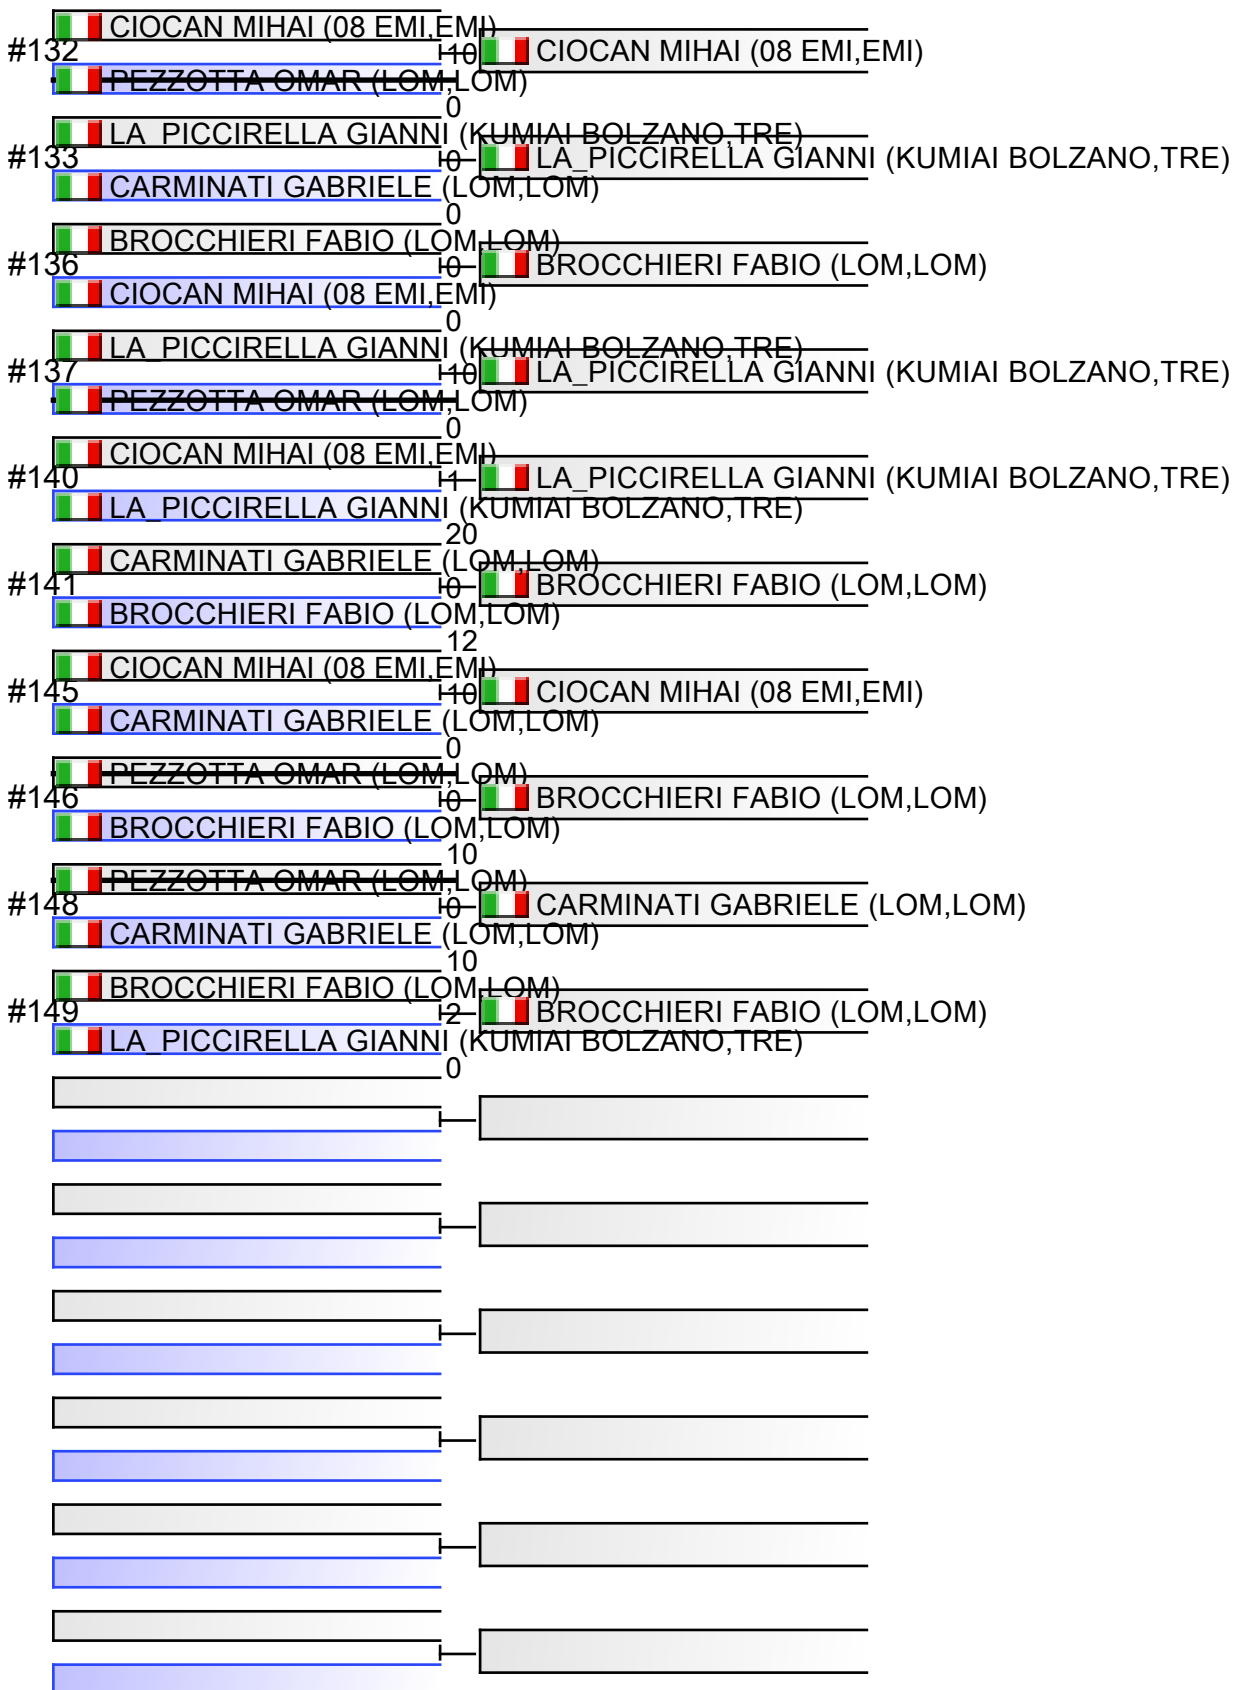 CIOCAN MIHAI (08 EMI,EMI)
#132 10 CIOCAN MIHAI (08 EMI,EMI)
PEZZOTTA OMAR (LOM,LOM)
0
LA_PICCIRELLA GIANNI (KUMIAI BOLZANO,TRE)
#133 0 LA_PICCIRELLA GIANNI (KUMIAI BOLZANO,TRE)
CARMINATI GABRIELE (LOM,LOM)
0
BROCCHIERI FABIO (LOM,LOM)
#136 0 BROCCHIERI FABIO (LOM,LOM)
CIOCAN MIHAI (08 EMI,EMI)
0
LA_PICCIRELLA GIANNI (KUMIAI BOLZANO,TRE)
#137 10 LA_PICCIRELLA GIANNI (KUMIAI BOLZANO,TRE)
PEZZOTTA OMAR (LOM,LOM)
0
CIOCAN MIHAI (08 EMI,EMI)
#140 1 LA_PICCIRELLA GIANNI (KUMIAI BOLZANO,TRE)
LA_PICCIRELLA GIANNI (KUMIAI BOLZANO,TRE)
20
CARMINATI GABRIELE (LOM,LOM)
#141 0 BROCCHIERI FABIO (LOM,LOM)
BROCCHIERI FABIO (LOM,LOM)
12
CIOCAN MIHAI (08 EMI,EMI)
#145 10 CIOCAN MIHAI (08 EMI,EMI)
CARMINATI GABRIELE (LOM,LOM)
0
PEZZOTTA OMAR (LOM,LOM)
#146 0 BROCCHIERI FABIO (LOM,LOM)
BROCCHIERI FABIO (LOM,LOM)
10
PEZZOTTA OMAR (LOM,LOM)
#148 0 CARMINATI GABRIELE (LOM,LOM)
CARMINATI GABRIELE (LOM,LOM)
10
BROCCHIERI FABIO (LOM,LOM)
#149 2 BROCCHIERI FABIO (LOM,LOM)
LA_PICCIRELLA GIANNI (KUMIAI BOLZANO,TRE)
0